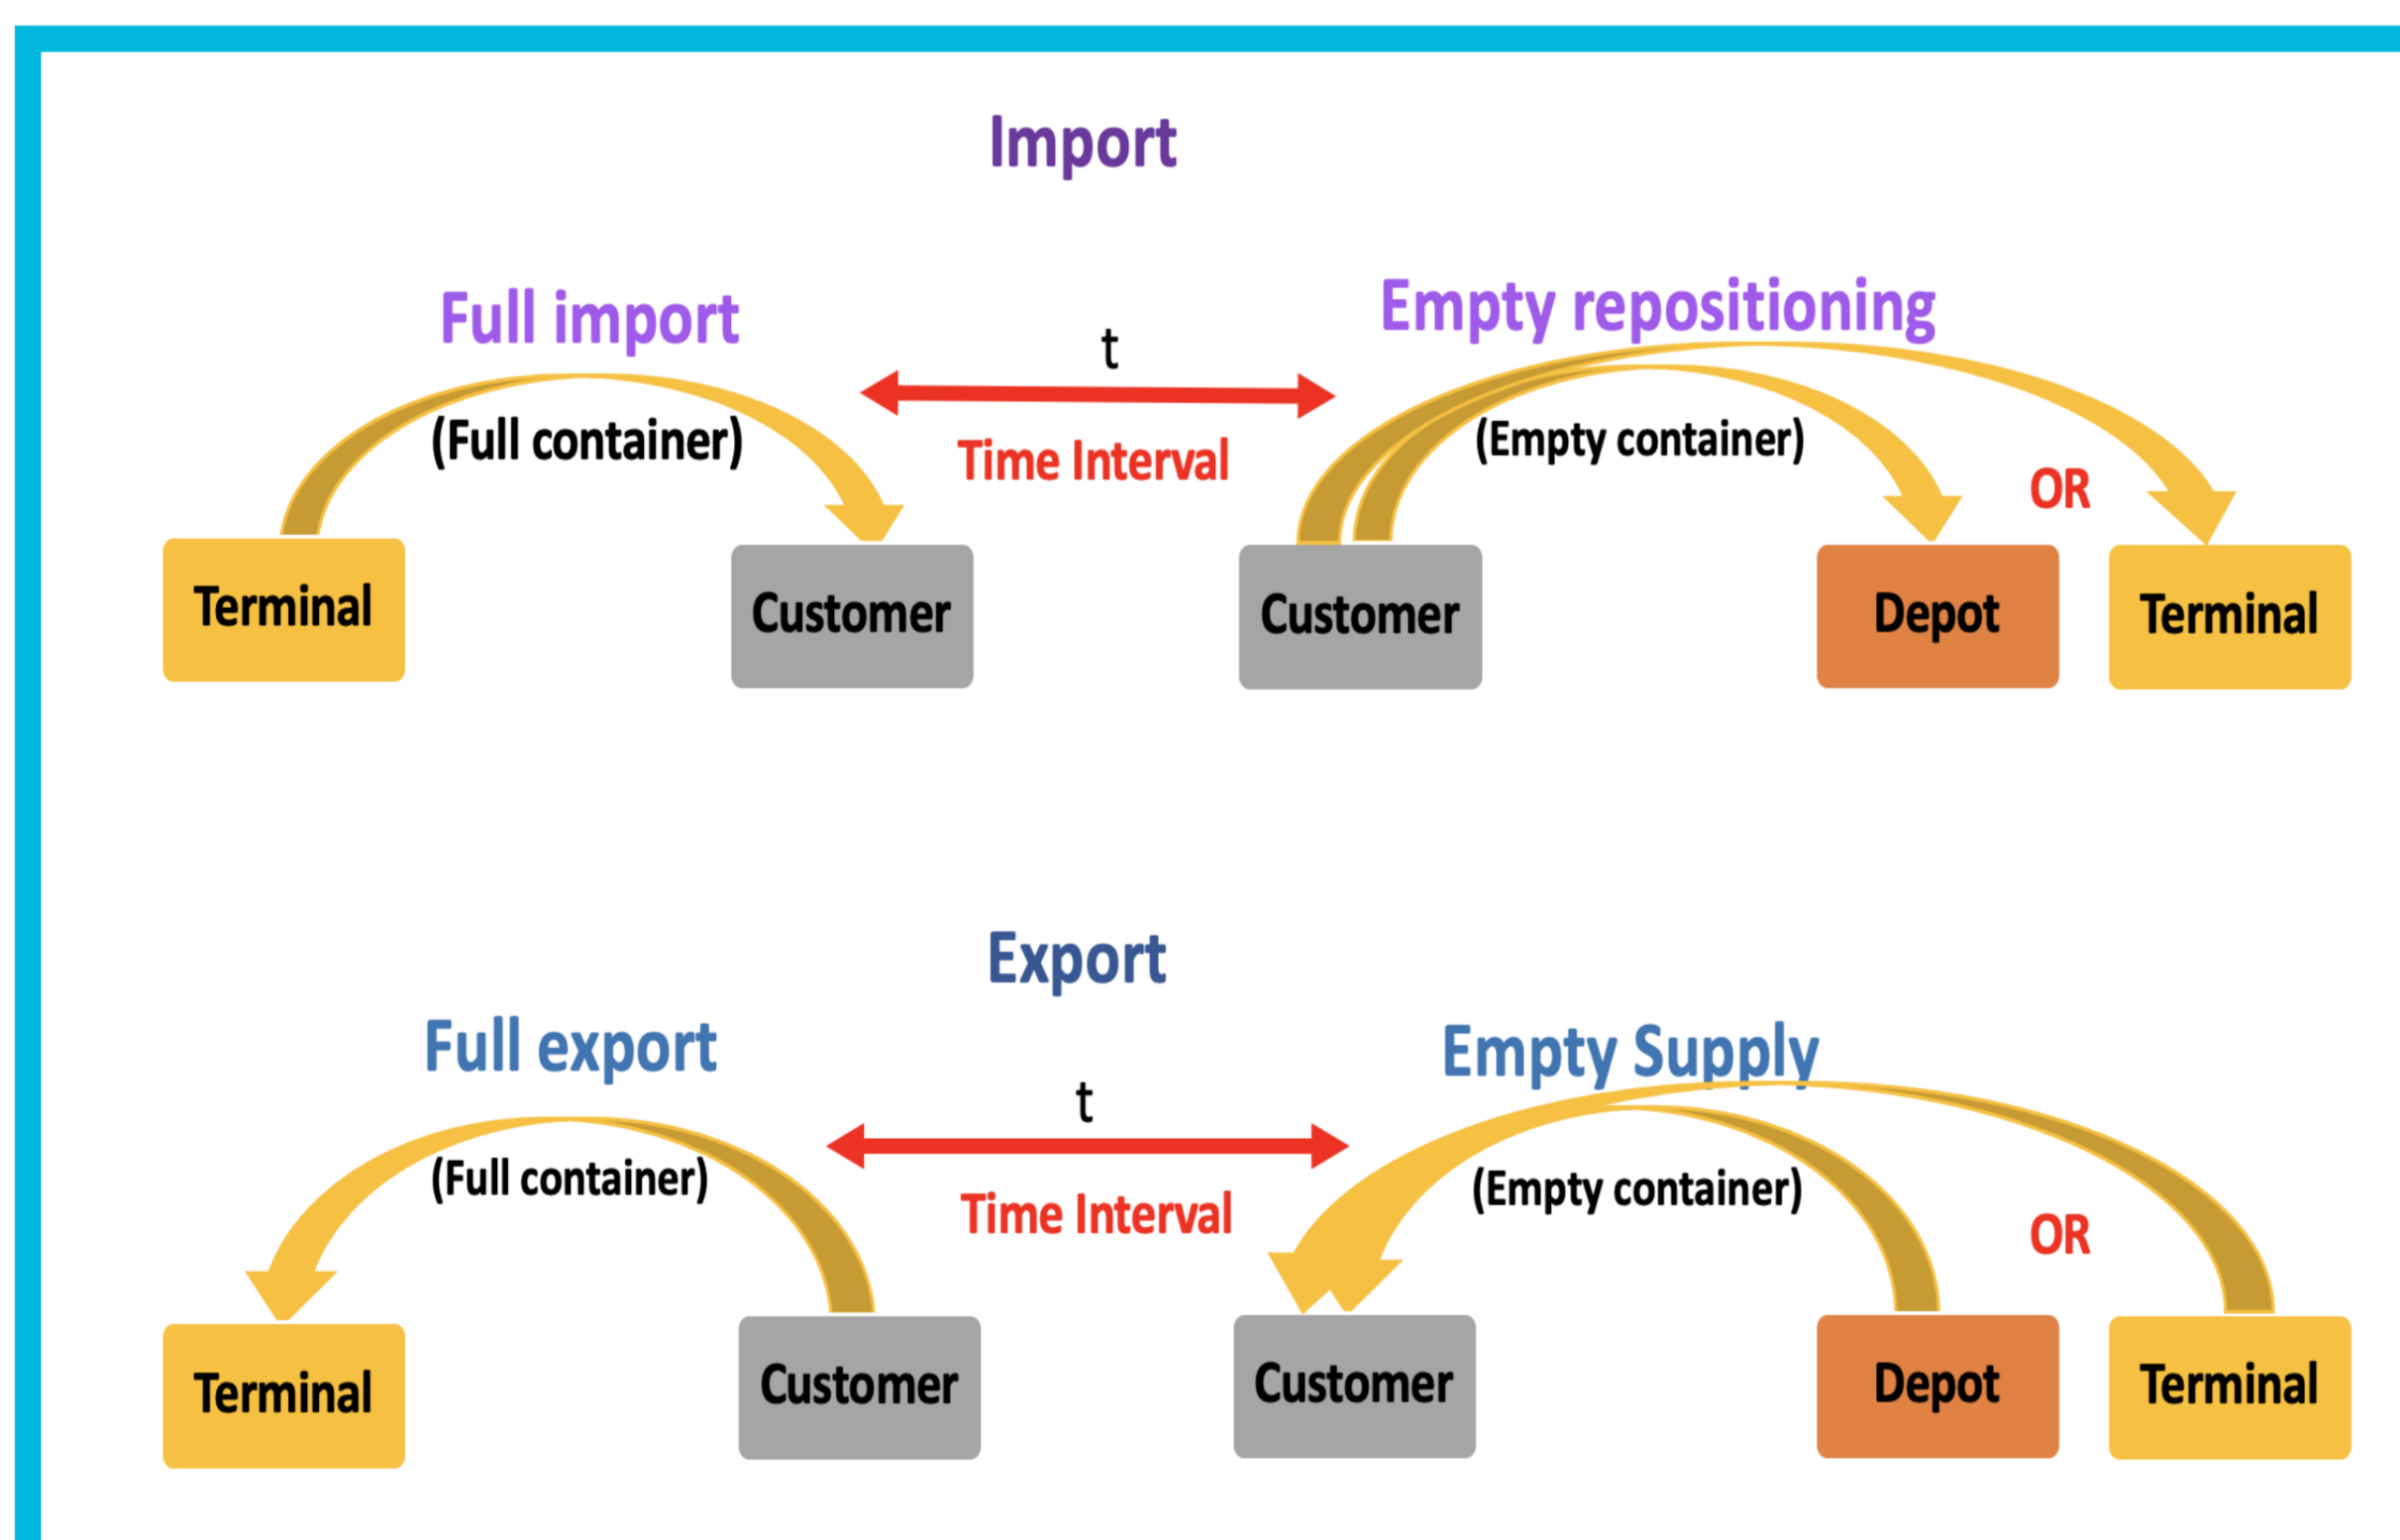 Import
Full import
t
Empty repositioning
(Full container)
Time Interval
(Empty container)
OR
Terminal
Customer
Customer
Depot
Terminal
Export
Full export
t
Empty Supply
(Full container)
Time Interval
(Empty container)
OR
Terminal
Customer
Customer
Depot
Terminal